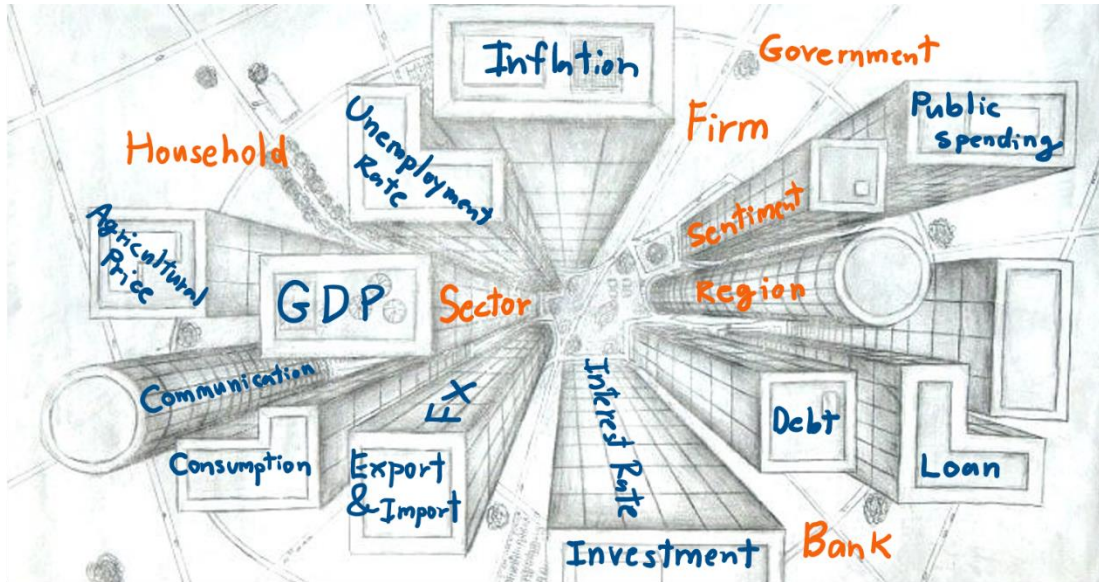 Inflation
Government
Public
Spending
Unemployment
Rate
Firm
Household
Sentiment
Agricultural
Price
GDP
Sector
Region
Communication
FX
Interest Rate
Debt
Consumption
Export
& Import
Loan
Investment
Bank